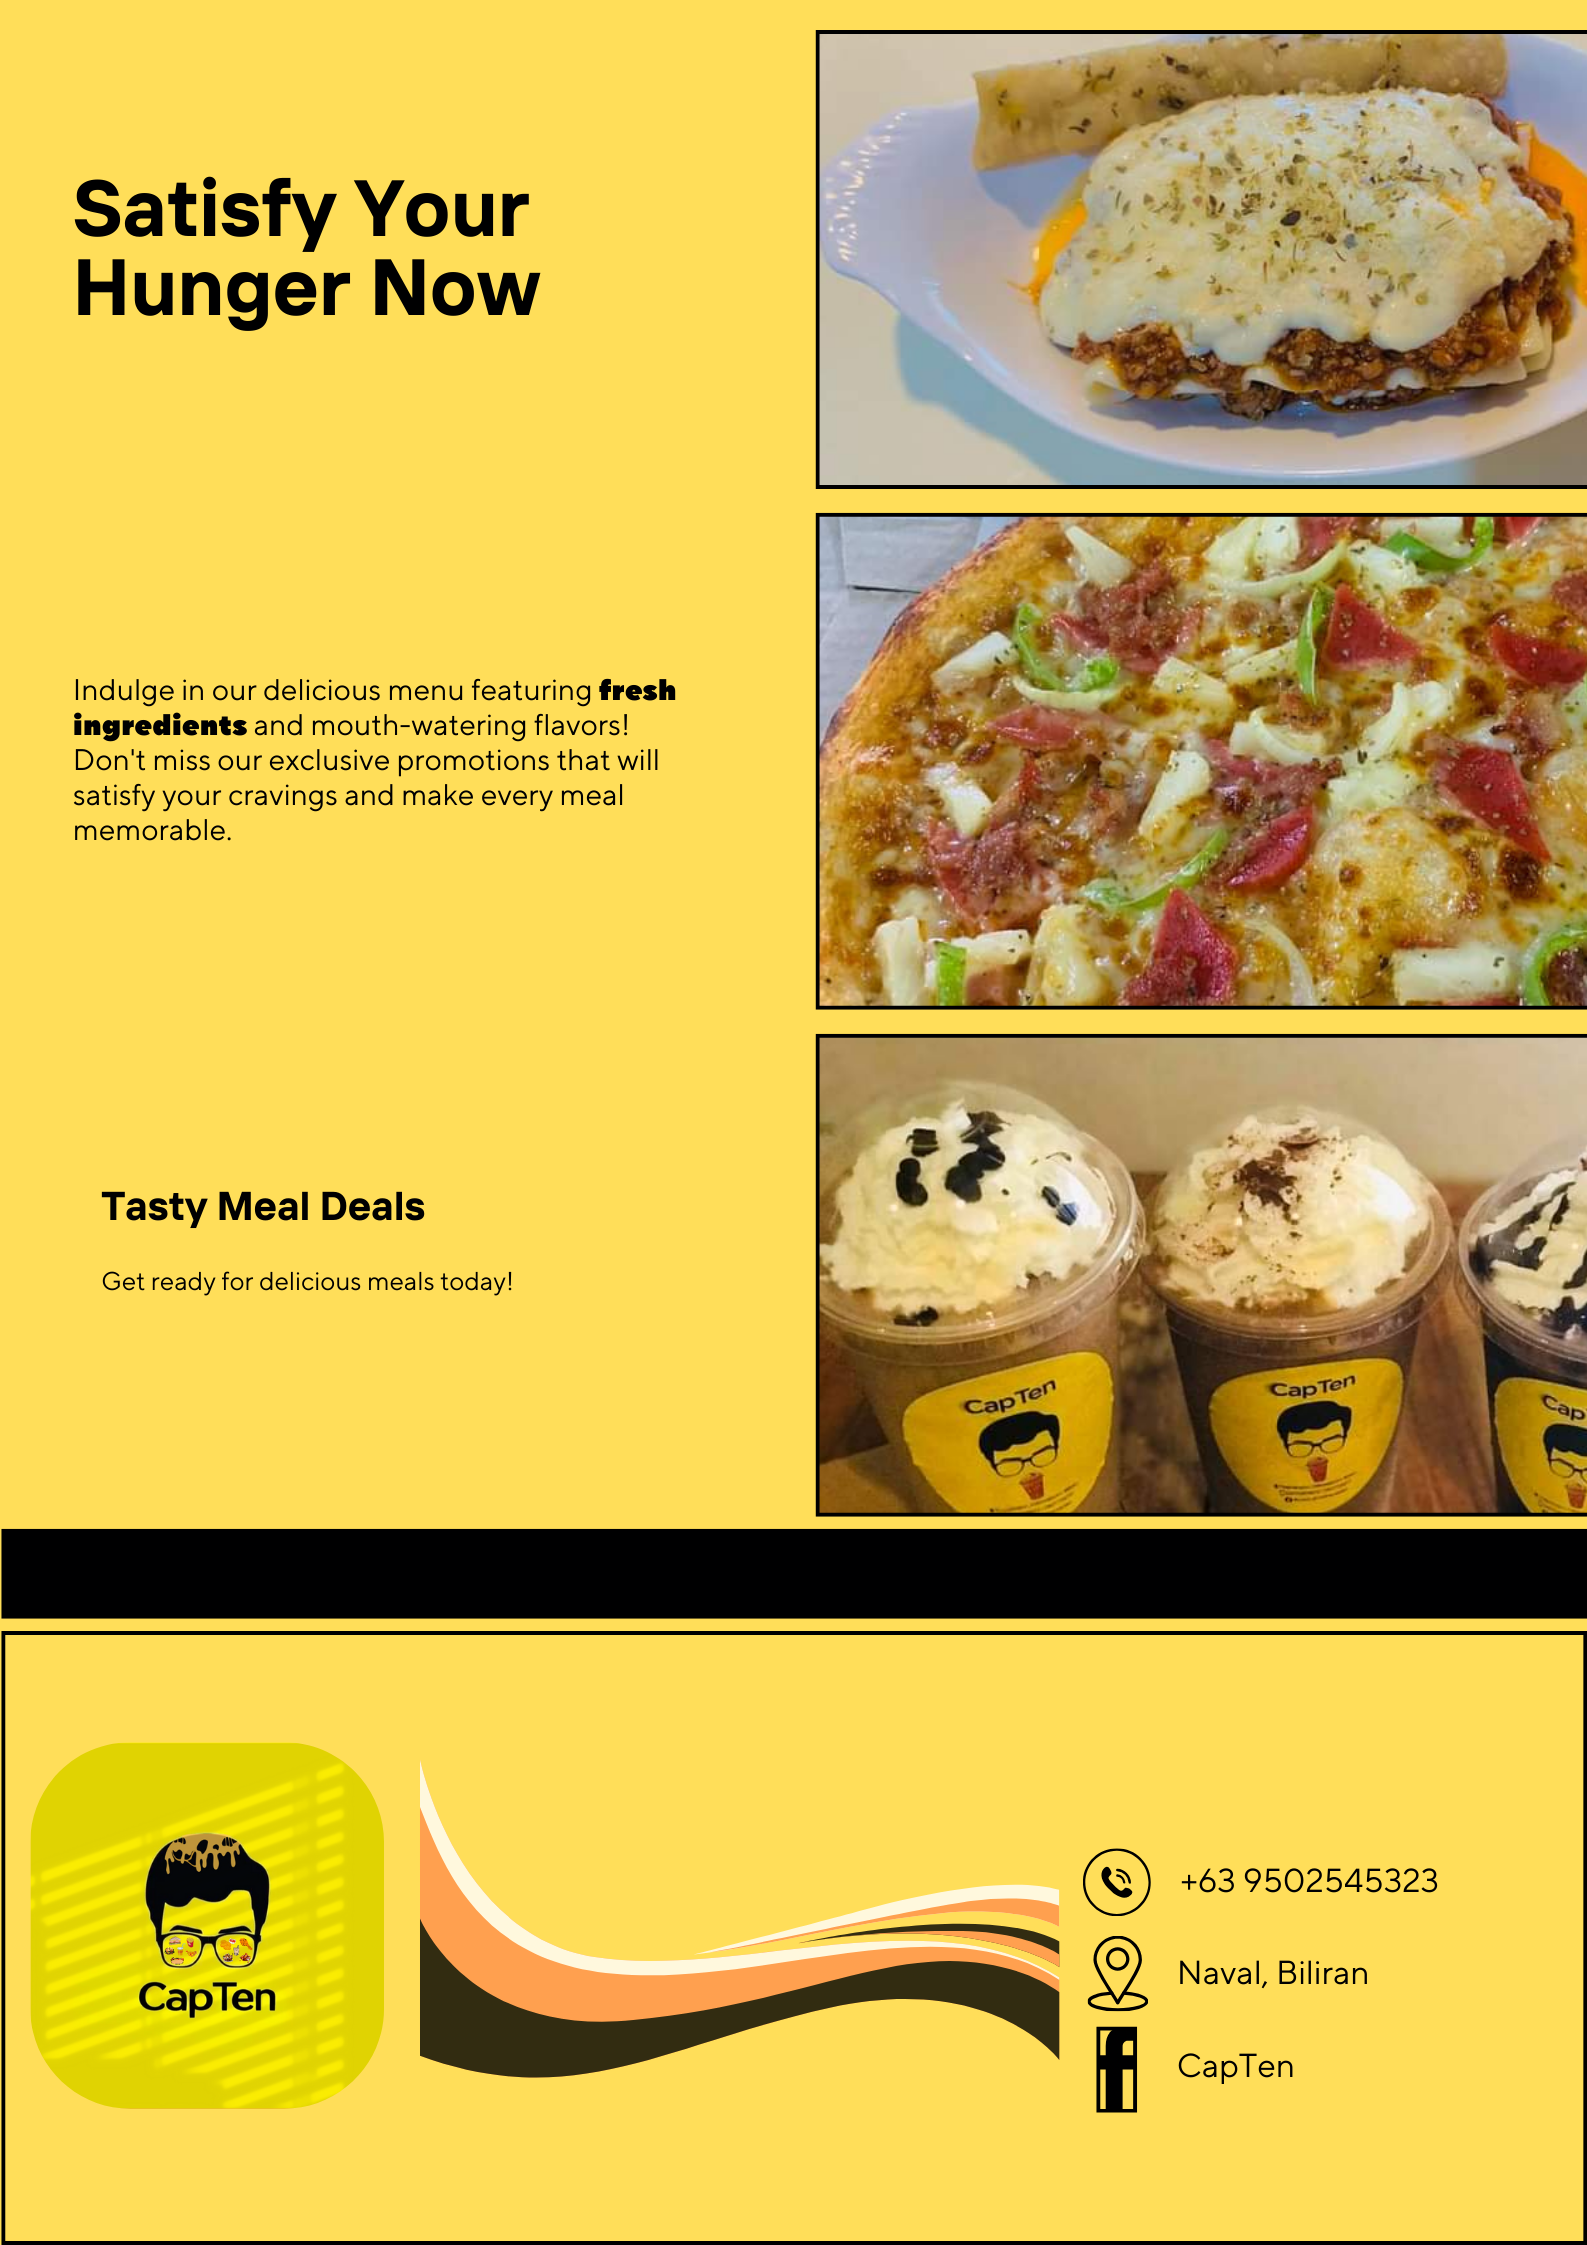 Satisfy Your
Hunger Now
Indulge in our delicious menu featuring fresh
ingredients and mouth-watering flavors!
Don't miss our exclusive promotions that will
satisfy your cravings and make every meal
memorable.
Tasty Meal Deals
Get ready for delicious meals today!
CapTen
CapTen
Cap
CapTen
+63 9502545323
Naval, Biliran
f
CapTen